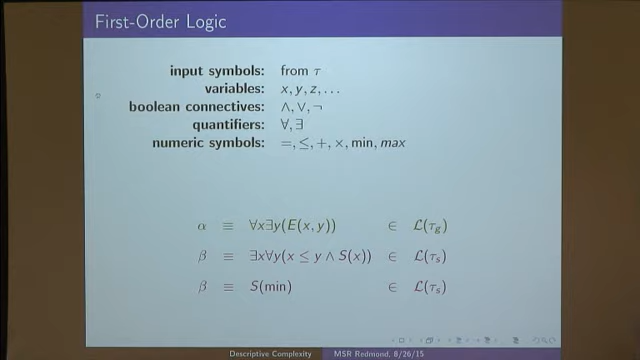 First-Order Logic
input symbols: from τ
variables: x, y, z, . . .
boolean connectives: ∧, ∨, ¬
quantifiers: ∀, ∃
numeric symbols: =, ≤, +, ×, min, max
α ≡ ∀x∃y(E(x, y)) ∈ ℒ(τg)
β ≡ ∃x∀y(x ≤ y ∧ S(x)) ∈ ℒ(τs)
β ≡ S(min) ∈ ℒ(τs)
Descriptive Complexity MSR Redmond, 8/26/15